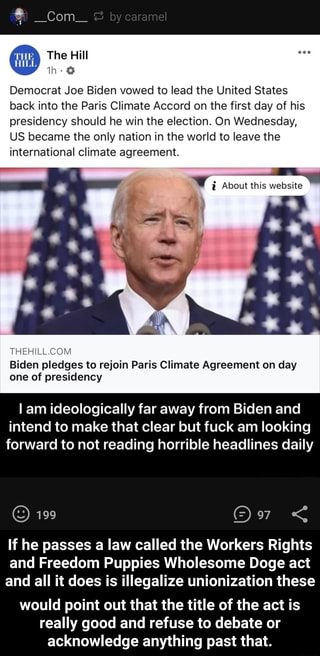 __Com__ by caramel
THE HILL
The Hill
1h ·
Democrat Joe Biden vowed to lead the United States
back into the Paris Climate Accord on the first day of his
presidency should he win the election. On Wednesday,
US became the only nation in the world to leave the
international climate agreement.
i About this website
THEHILL.COM
Biden pledges to rejoin Paris Climate Agreement on day
one of presidency
I am ideologically far away from Biden and
intend to make that clear but fuck am looking
forward to not reading horrible headlines daily
199 97
If he passes a law called the Workers Rights
and Freedom Puppies Wholesome Doge act
and all it does is illegalize unionization these
would point out that the title of the act is
really good and refuse to debate or
acknowledge anything past that.